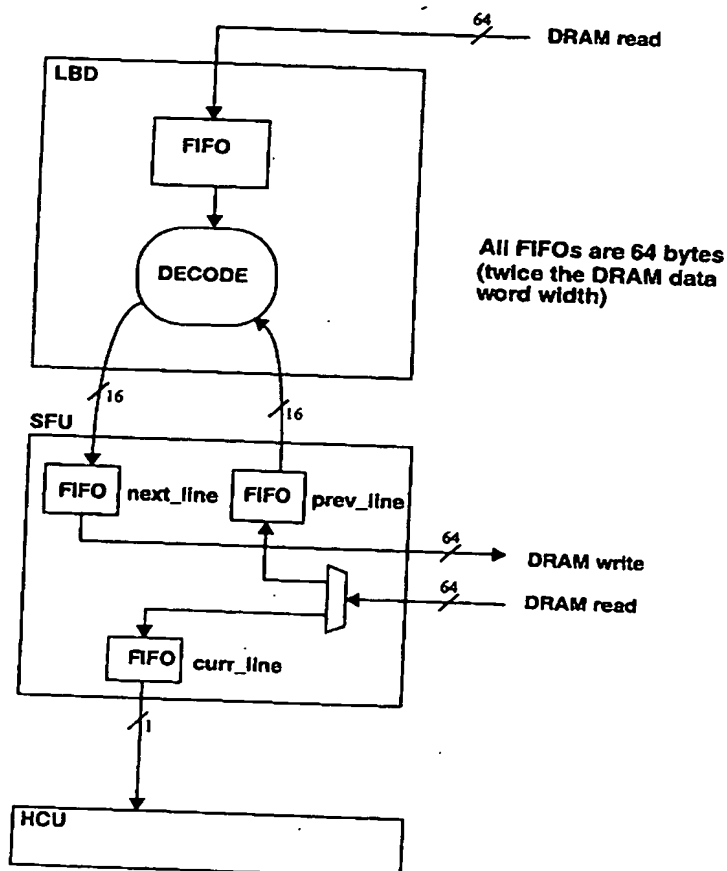 64
DRAM read
LBD
FIFO
DECODE
All FIFOs are 64 bytes
(twice the DRAM data
word width)
16
16
SFU
FIFO
next_line
FIFO
prev_line
64
DRAM write
64
DRAM read
FIFO
curr_line
1
HCU